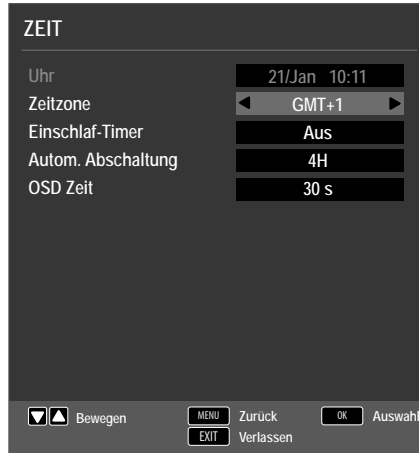 ZEIT
Uhr 21/Jan 10:11
Zeitzone GMT+1
Einschlaf-Timer Aus
Autom. Abschaltung 4H
OSD Zeit 30 s
Bewegen MENU Zurück OK Auswahl
EXIT Verlassen